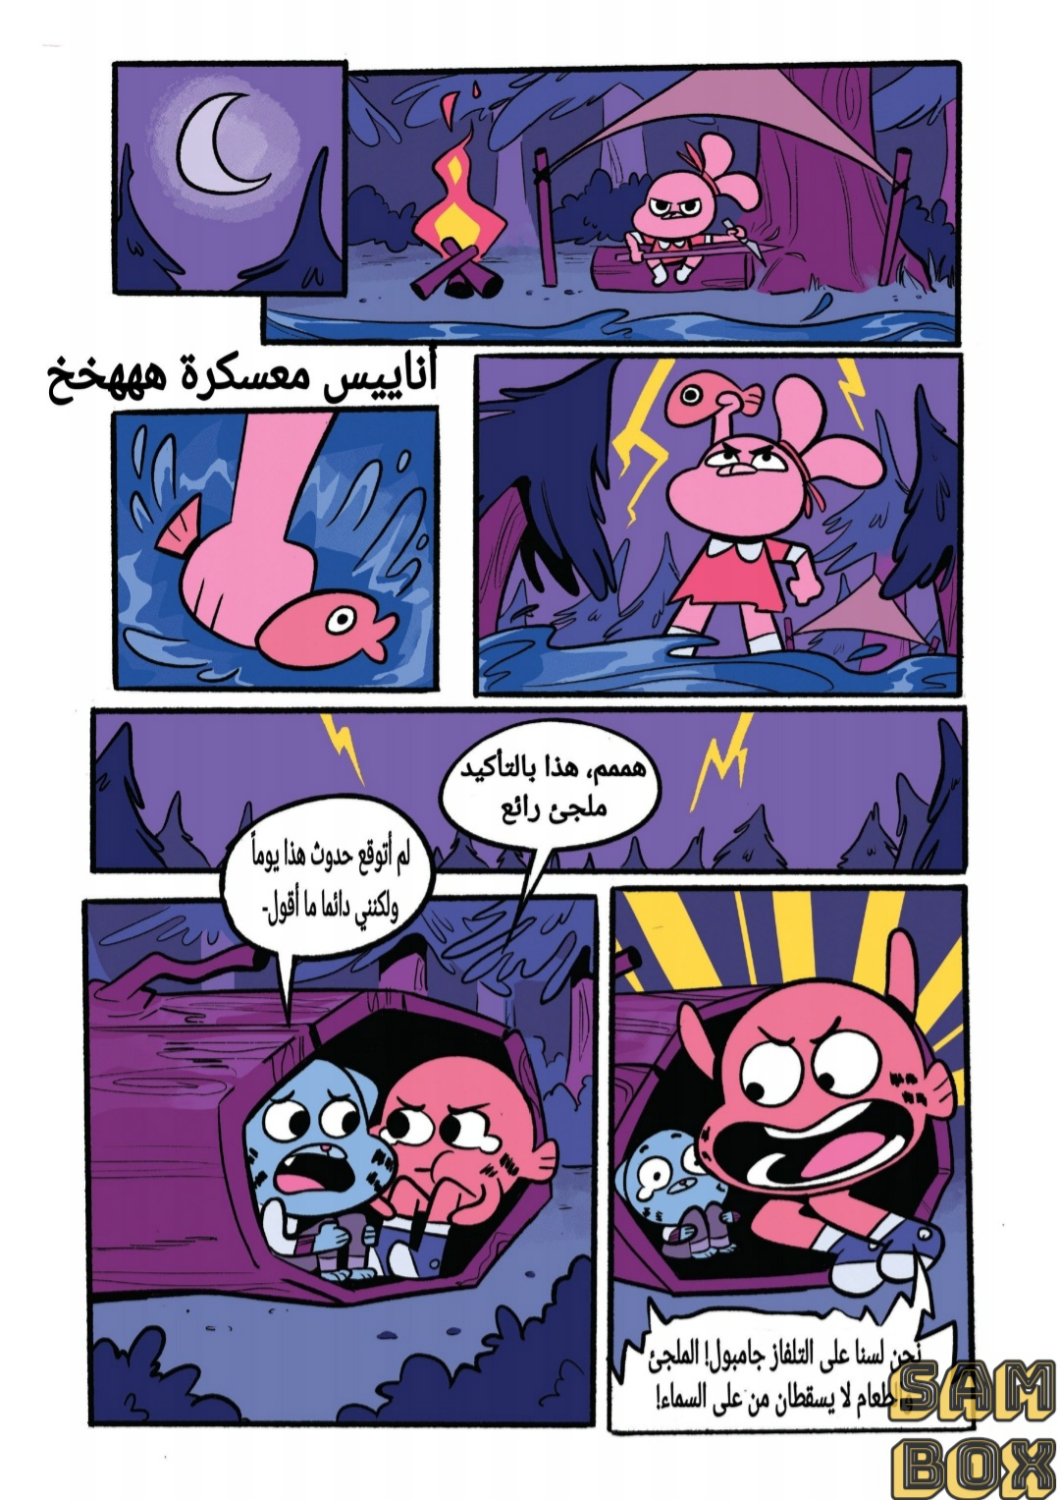 أناييس معسكرة هههخخ
هممم، هذا بالتأكيد
ملجئ رائع
لم أتوقع حدوث هذا يوماً
ولكنني دائما ما أقول-
نحن لسنا على التلفاز جامبول! الملجئ
والطعام لا يسقطان من على السماء!
SAM
BOX